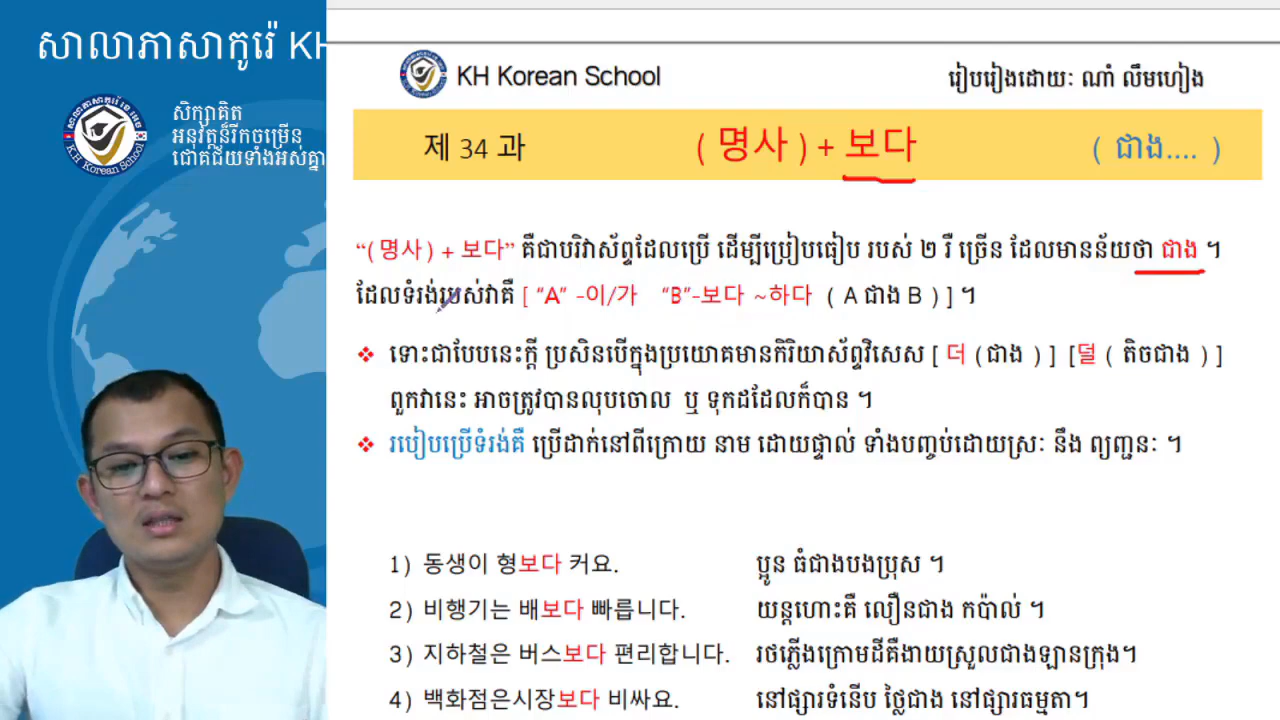 សាលាភាសាកូរ៉េ KH
សិក្សាគិត
អនុវត្តន៏រីកចម្រើន
ជោគជ័យទាំងអស់គ្នា
KH Korean School
រៀបរៀងដោយៈ ណាំ លឹមហៀង
제 34 과 ( 명사 ) + 보다 ( ជាង.... )
“( 명사 ) + 보다” គឺជាបរិវាស័ព្ទដែលប្រើ ដើម្បីប្រៀបធៀប របស់ ២ រឺ ច្រើន ដែលមានន័យថា ជាង ។
ដែលទំរង់របស់វាគឺ [ “A” -이/가 “B”-보다 ~하다 ( A ជាង B ) ] ។
❖ ទោះជាបែបនេះក្តី ប្រសិនបើក្នុងប្រយោគមានកិរិយាស័ព្ទវិសេស [ 더 (ជាង ) ] [덜 ( តិចជាង ) ]
ពួកវានេះ អាចត្រូវបានលុបចោល ឬ ទុកដដែលក៏បាន ។
❖ របៀបប្រើទំរង់គឺ ប្រើដាក់នៅពីក្រោយ នាម ដោយផ្ទាល់ ទាំងបញ្ចប់ដោយស្រៈ នឹង ព្យញ្ជនៈ ។
1) 동생이 형보다 커요. ប្អូន ធំជាងបងប្រុស ។
2) 비행기는 배보다 빠릅니다. យន្តហោះគឺ លឿនជាង កប៉ាល់ ។
3) 지하철은 버스보다 편리합니다. រថភ្លើងក្រោមដីគឺងាយស្រួលជាងឡានក្រុង។
4) 백화점은시장보다 비싸요. នៅផ្សារទំនើប ថ្លៃជាង នៅផ្សារធម្មតា។